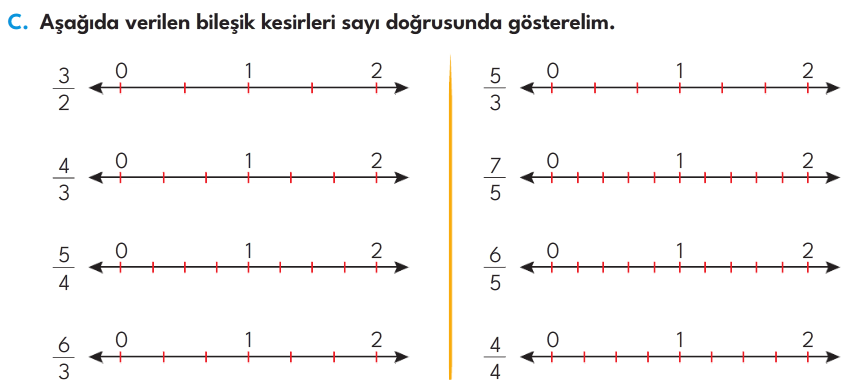 C. Aşağıda verilen bileşik kesirleri sayı doğrusunda gösterelim.
3/2 0 1 2
4/3 0 1 2
5/4 0 1 2
6/3 0 1 2
5/3 0 1 2
7/5 0 1 2
6/5 0 1 2
4/4 0 1 2